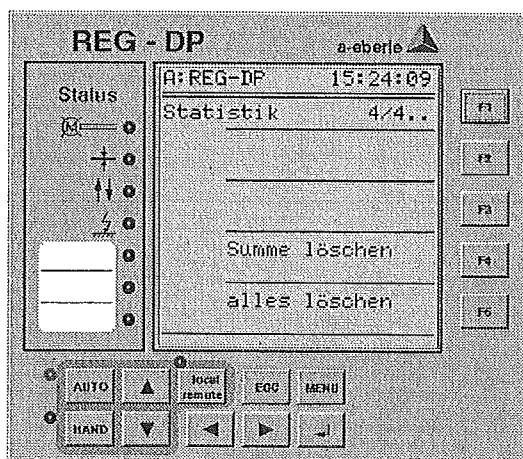 REG - DP
a-eberle
Status
A:REG-DP 15:24:09
Statistik 4/4..
Summe löschen
alles löschen
F1
F2
F3
F4
F5
M
AUTO
local
remote
ESC
MENU
HAND